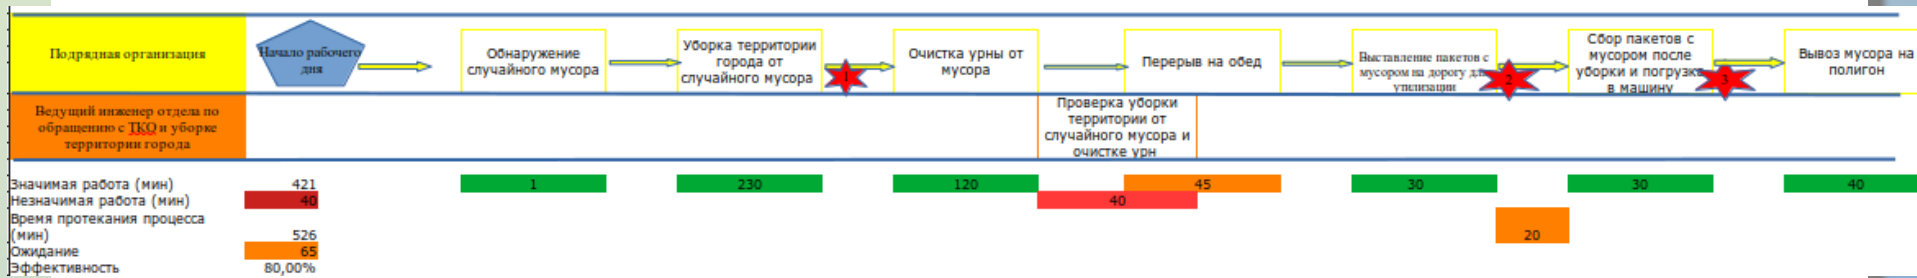 Подрядная организация
Начало рабочего
дня
Обнаружение
случайного мусора
Уборка территории
города от
случайного мусора
1
Очистка урны от
мусора
Перерыв на обед
Выставление пакетов с
мусором на дорогу для
утилизации
2
Сбор пакетов с
мусором после
уборки и погрузка
в машину
3
Вывоз мусора на
полигон
Ведущий инженер отдела по
обращению с ТКО и уборке
территории города
Проверка уборки
территории от
случайного мусора и
очистке урн
Значимая работа (мин) 421 1 230 120 45 30 30 40
Незначимая работа (мин) 40 40
Время протекания процесса
(мин) 526 20
Ожидание 65
Эффективность 80,00%